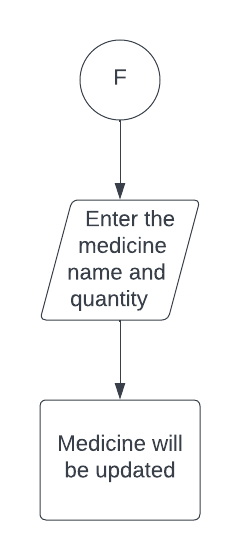 F
Enter the
medicine
name and
quantity
Medicine will
be updated